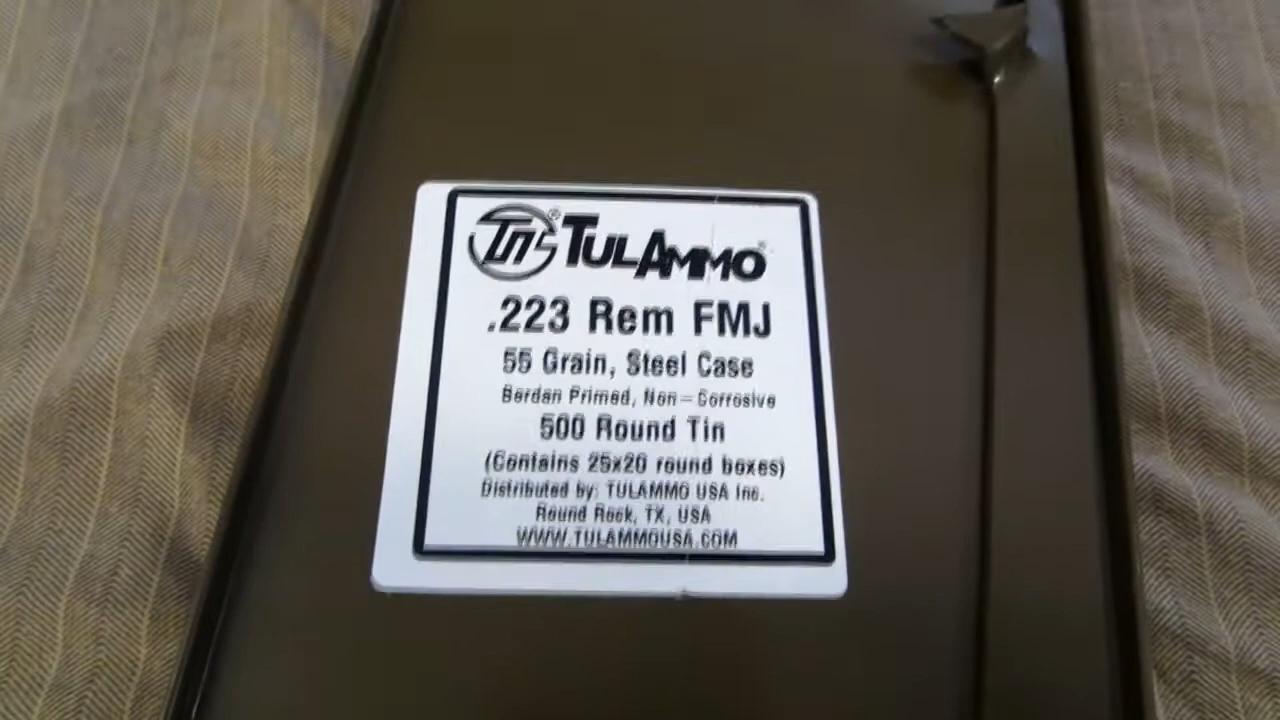 TPZ® TULAMMO®
.223 Rem FMJ
55 Grain, Steel Case
Berdan Primed, Non-Corrosive
500 Round Tin
(Contains 25x20 round boxes)
Distributed by: TULAMMO USA Inc.
Round Rock, TX, USA
WWW.TULAMMOUSA.COM